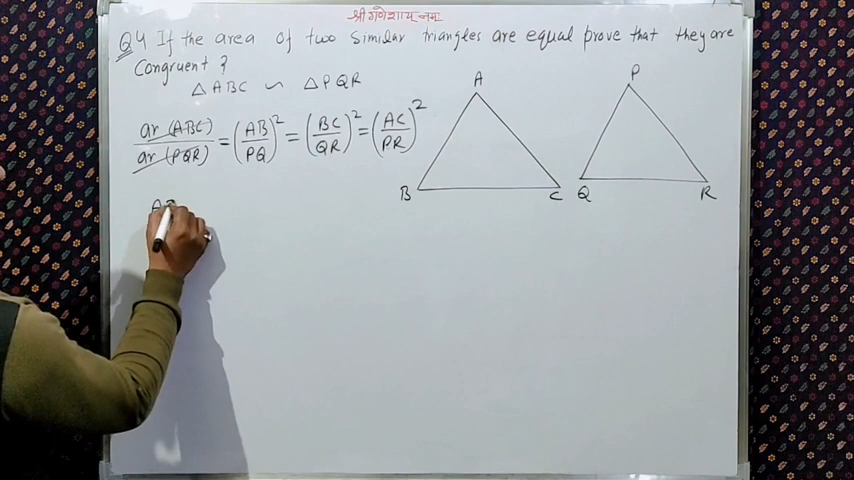 श्री गणेशाय नमः
Q4 If the area of two similar triangles are equal prove that they are
Congruent ?
△ABC ∽ △PQR
ar (ABC) / ar (PQR) = (AB/PQ)² = (BC/QR)² = (AC/PR)²
A
P
B
C
Q
R
AB